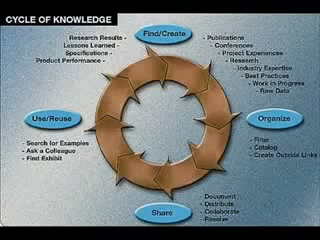 CYCLE OF KNOWLEDGE
Find/Create
Research Results -
Lessons Learned -
Specifications -
Product Performance -
- Publications
- Conferences
- Project Experiences
- Research
- Industry Expertise
- Best Practices
- Work in Progress
- Raw Data
Use/Reuse
- Search for Examples
- Ask a Colleague
- Find Exhibit
Organize
- Filter
- Catalog
- Create Outside Links
Share
- Document
- Distribute
- Collaborate
- Resolve